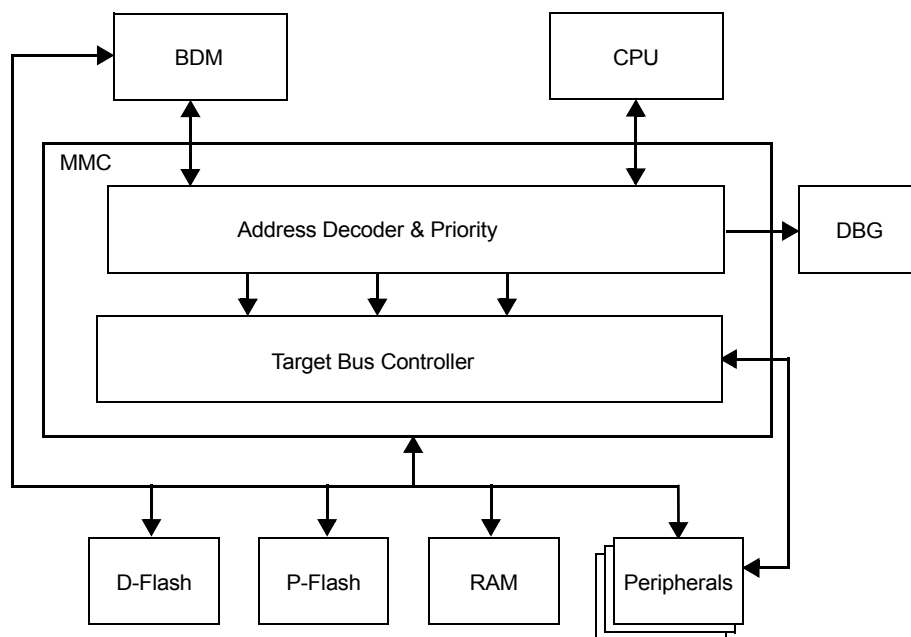 BDM
CPU
MMC
Address Decoder & Priority
DBG
Target Bus Controller
D-Flash
P-Flash
RAM
Peripherals